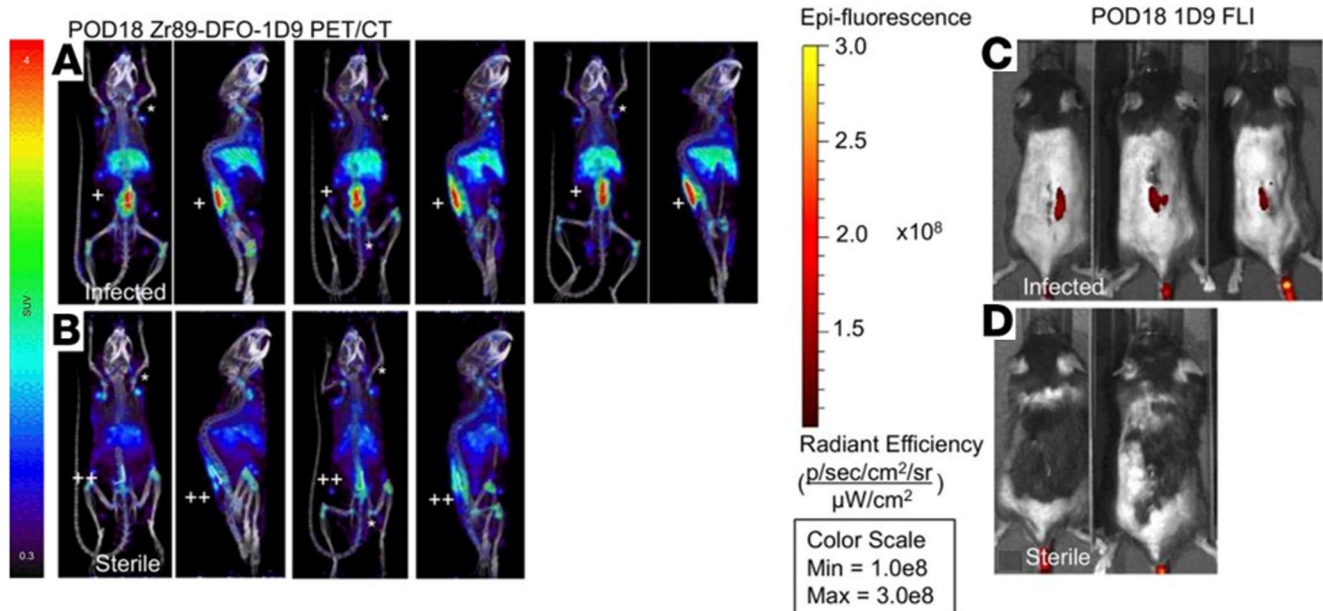 POD18 Zr89-DFO-1D9 PET/CT
4
SUV
0.3
A
*
*
*
+
+
+
+
+
+
*
Infected
B
*
*
++
++
++
++
*
Sterile
Epi-fluorescence
3.0
2.5
2.0
x10⁸
1.5
Radiant Efficiency
(p/sec/cm²/sr)
µW/cm²
Color Scale
Min = 1.0e8
Max = 3.0e8
POD18 1D9 FLI
C
Infected
D
Sterile